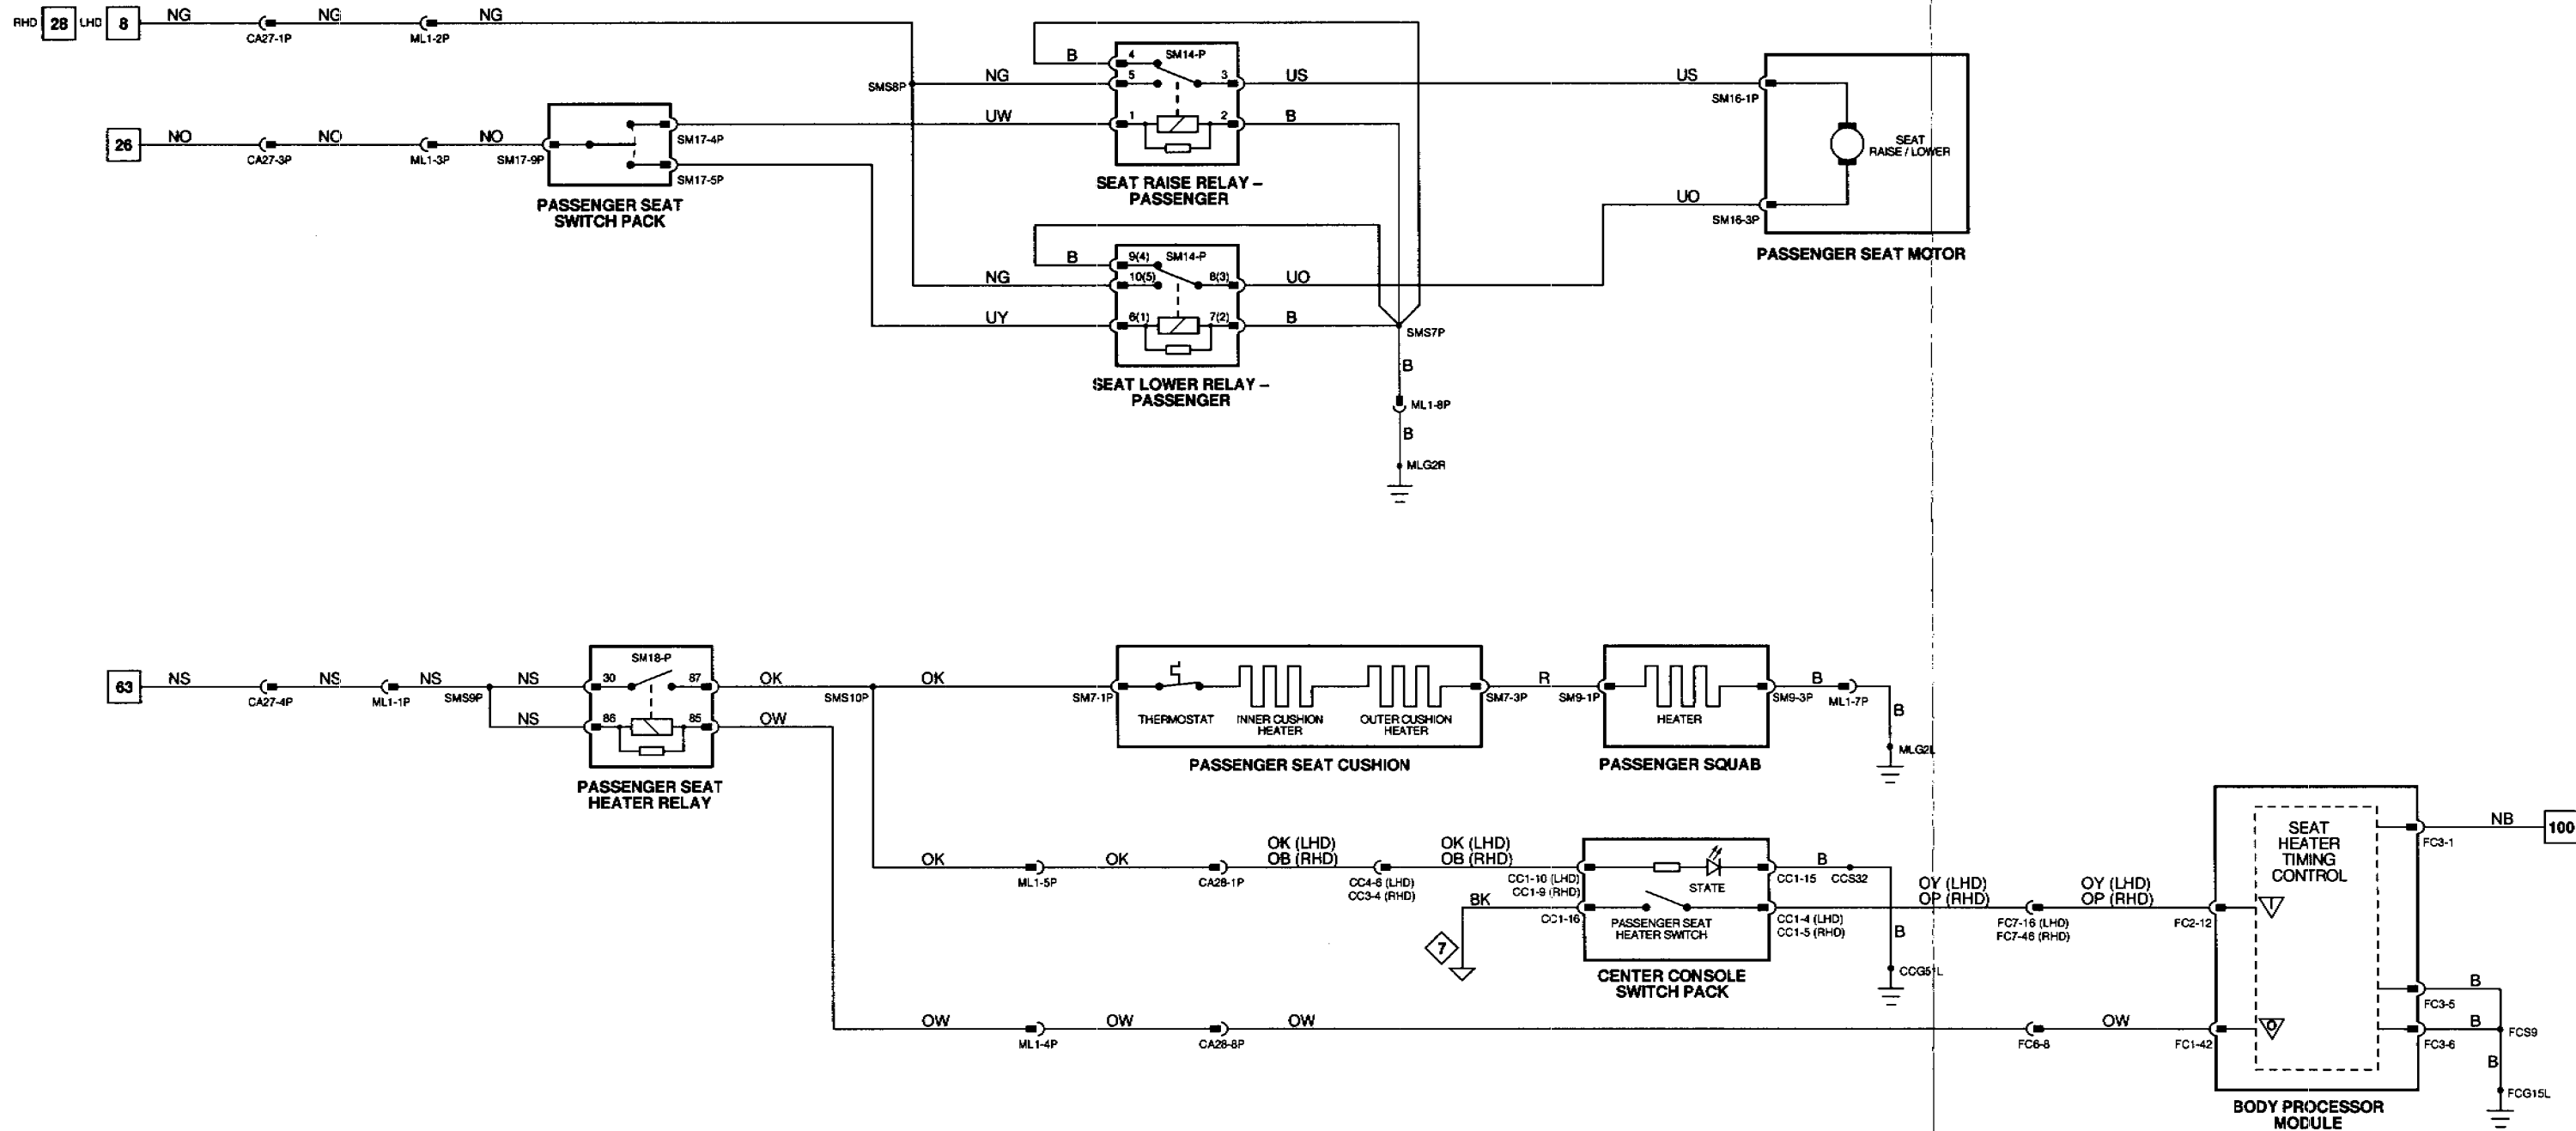 RHD 28 LHD 8 NG NG NG
CA27-1P ML1-2P
B 4 SM14-P
SMS8P NG 5 3 US US
SM16-1P
UW 1 2 B
SEAT
RAISE / LOWER
26 NO NO NO
CA27-3P ML1-3P SM17-9P SM17-4P
SM17-5P
PASSENGER SEAT
SWITCH PACK
SEAT RAISE RELAY –
PASSENGER
UO
SM16-3P
PASSENGER SEAT MOTOR
B 9(4) SM14-P
NG 10(5) 8(3) UO
UY 6(1) 7(2) B
SMS7P
SEAT LOWER RELAY –
PASSENGER
B
ML1-8P
B
MLG2R
SM18-P
63 NS NS NS NS 30 87 OK OK R B
CA27-4P ML1-1P SMS9P SMS10P SM7-1P SM7-3P SM9-1P SM9-3P ML1-7P
NS 86 85 OW
THERMOSTAT
INNER CUSHION
HEATER
OUTER CUSHION
HEATER
HEATER
B
MLG2L
PASSENGER SEAT
HEATER RELAY
PASSENGER SEAT CUSHION
PASSENGER SQUAB
OK OK
ML1-5P CA28-1P
OK (LHD)
OB (RHD)
CC4-6 (LHD)
CC3-4 (RHD)
OK (LHD)
OB (RHD)
CC1-10 (LHD)
CC1-9 (RHD)
STATE
CC1-15
B
CCS32
BK
CC1-16
7
PASSENGER SEAT
HEATER SWITCH
CC1-4 (LHD)
CC1-5 (RHD)
B
CCG5 L
CENTER CONSOLE
SWITCH PACK
OY (LHD)
OP (RHD)
FC7-16 (LHD)
FC7-46 (RHD)
OY (LHD)
OP (RHD)
FC2-12
I
SEAT
HEATER
TIMING
CONTROL
NB
100
FC3-1
OW OW OW OW
ML1-4P CA28-8P FC6-8 FC1-42
O
B
FC3-5
B
FC3-6
FCS9
B
FCG15L
BODY PROCESSOR
MODULE